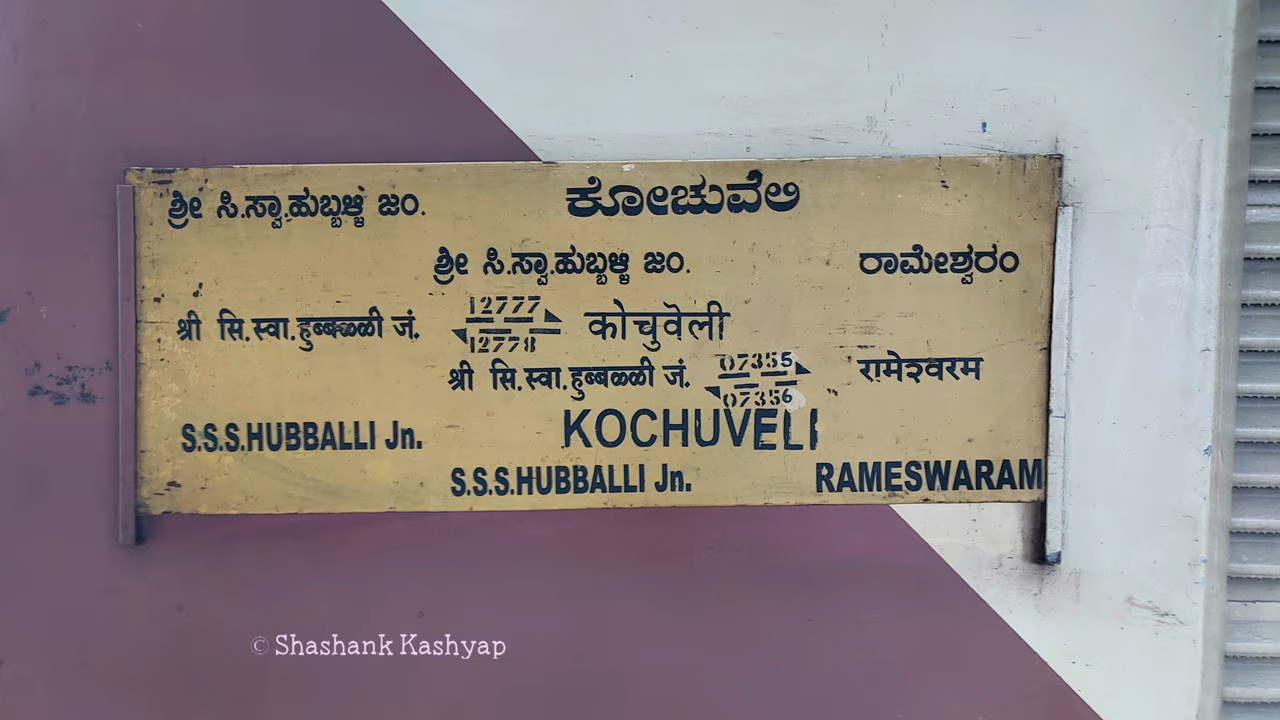 ಶ್ರೀ ಸಿ.ಸ್ವಾ.ಹುಬ್ಬಳ್ಳಿ ಜಂ. ಕೋಚುವೆಲಿ
ಶ್ರೀ ಸಿ.ಸ್ವಾ.ಹುಬ್ಬಳ್ಳಿ ಜಂ. ರಾಮೇಶ್ವರಂ
श्री सि.स्वा.हुब्बळ्ळी जं. 12777 12778 कोचुवॆली
श्री सि.स्वा.हुब्बळ्ळी जं. 07355 07356 रामेश्वरम
S.S.S.HUBBALLI Jn. KOCHUVELI
S.S.S.HUBBALLI Jn. RAMESWARAM
© Shashank Kashyap